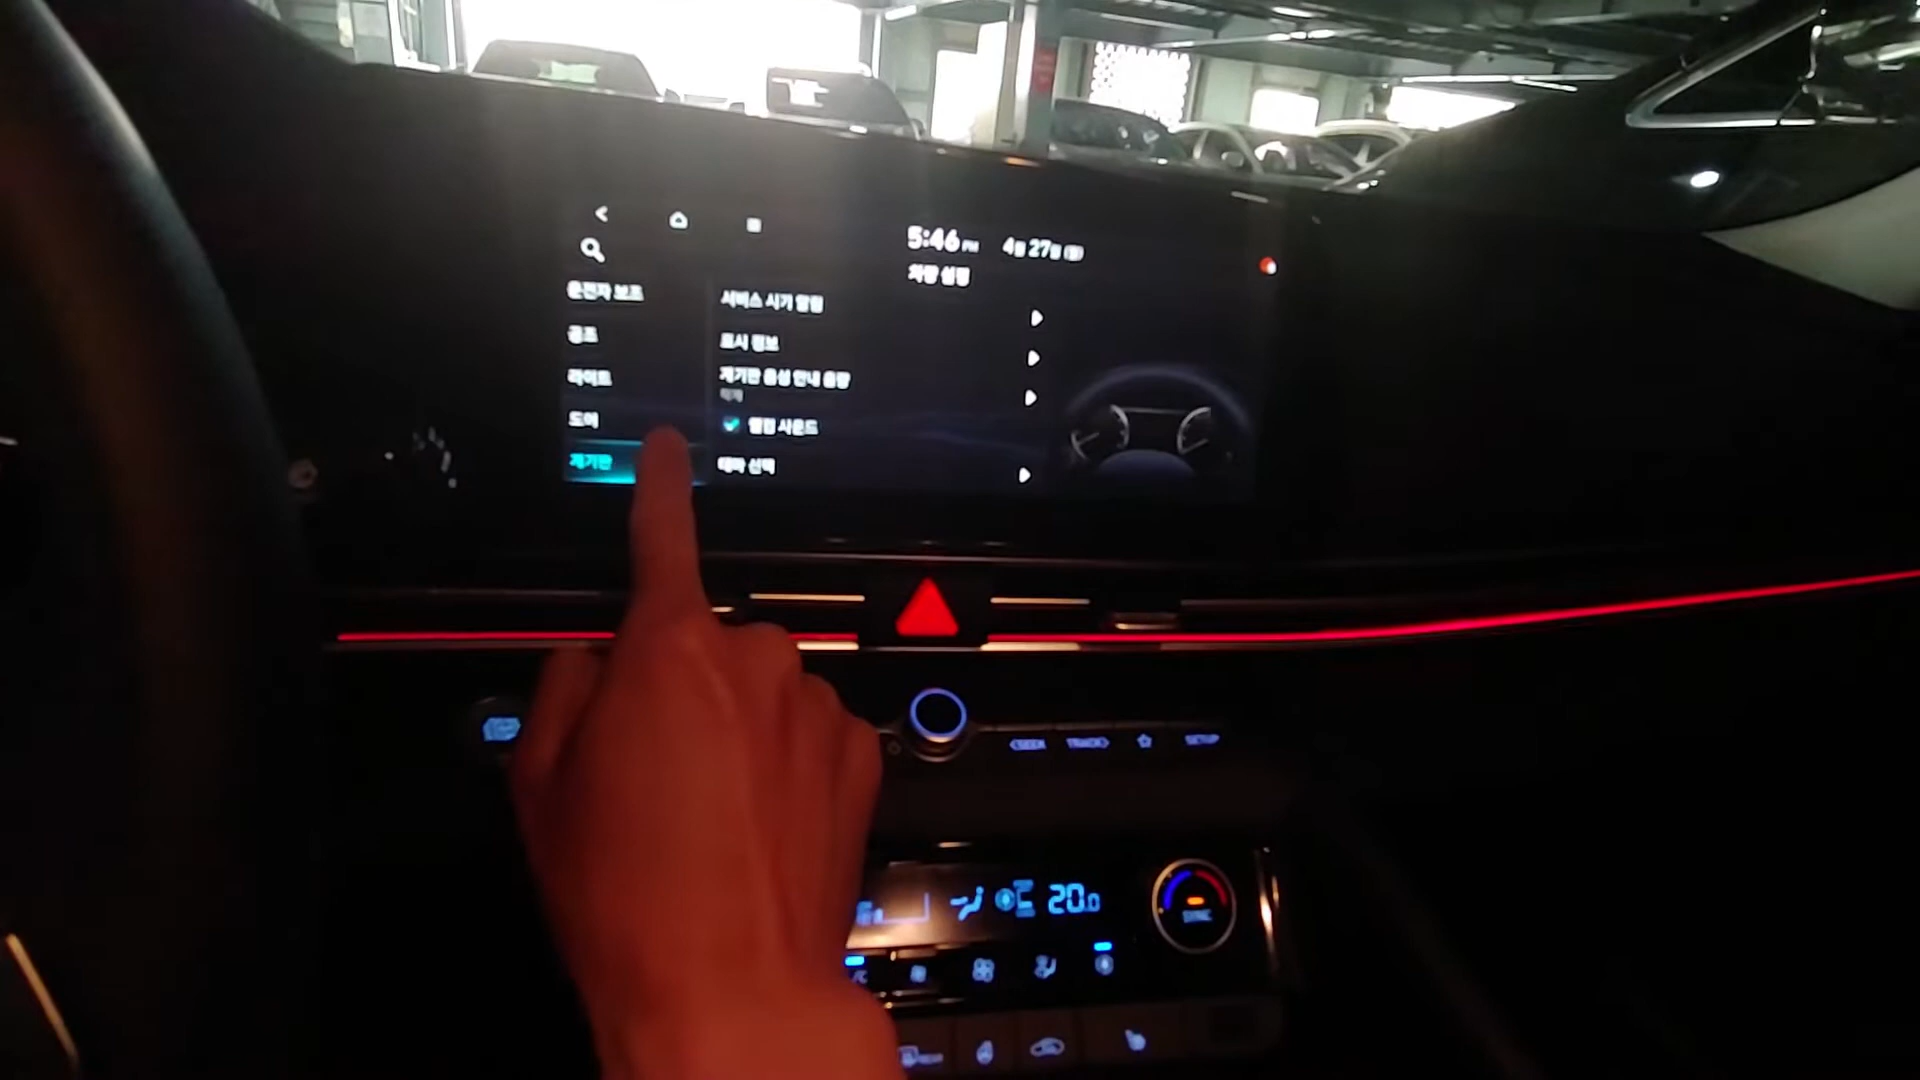 5:46 PM 4월 27일
차량 설정
운전자 보조
공조
라이트
도어
계기판
서비스 시기 알림
표시 정보
계기판 음성 안내 음량
웰컴 사운드
테마 선택
<SEEK TRACK> SETUP
20.0
SYNC